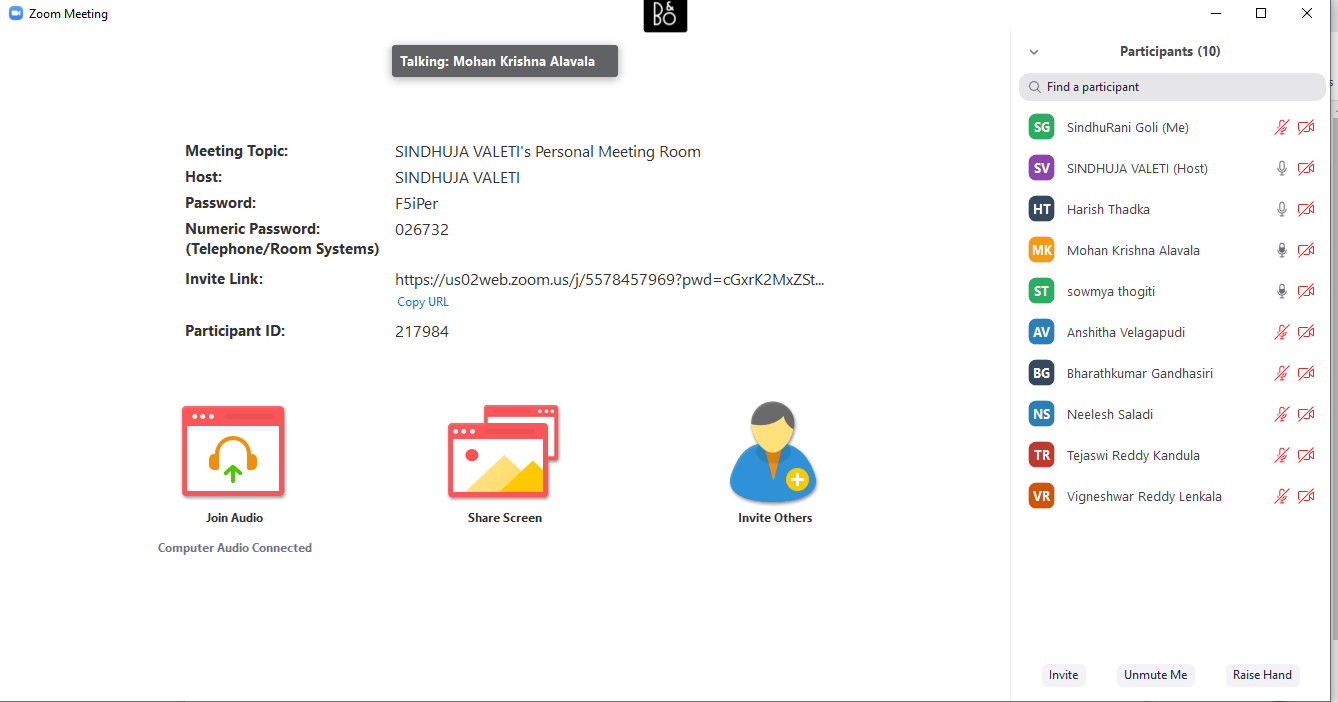 Zoom Meeting
B&O
Talking: Mohan Krishna Alavala
Meeting Topic: SINDHUJA VALETI's Personal Meeting Room
Host: SINDHUJA VALETI
Password: F5iPer
Numeric Password: 026732
(Telephone/Room Systems)
Invite Link: https://us02web.zoom.us/j/5578457969?pwd=cGxrK2MxZSt...
Copy URL
Participant ID: 217984
Join Audio
Computer Audio Connected
Share Screen
Invite Others
Participants (10)
Find a participant
SG SindhuRani Goli (Me)
SV SINDHUJA VALETI (Host)
HT Harish Thadka
MK Mohan Krishna Alavala
ST sowmya thogiti
AV Anshitha Velagapudi
BG Bharathkumar Gandhasiri
NS Neelesh Saladi
TR Tejaswi Reddy Kandula
VR Vigneshwar Reddy Lenkala
Invite Unmute Me Raise Hand